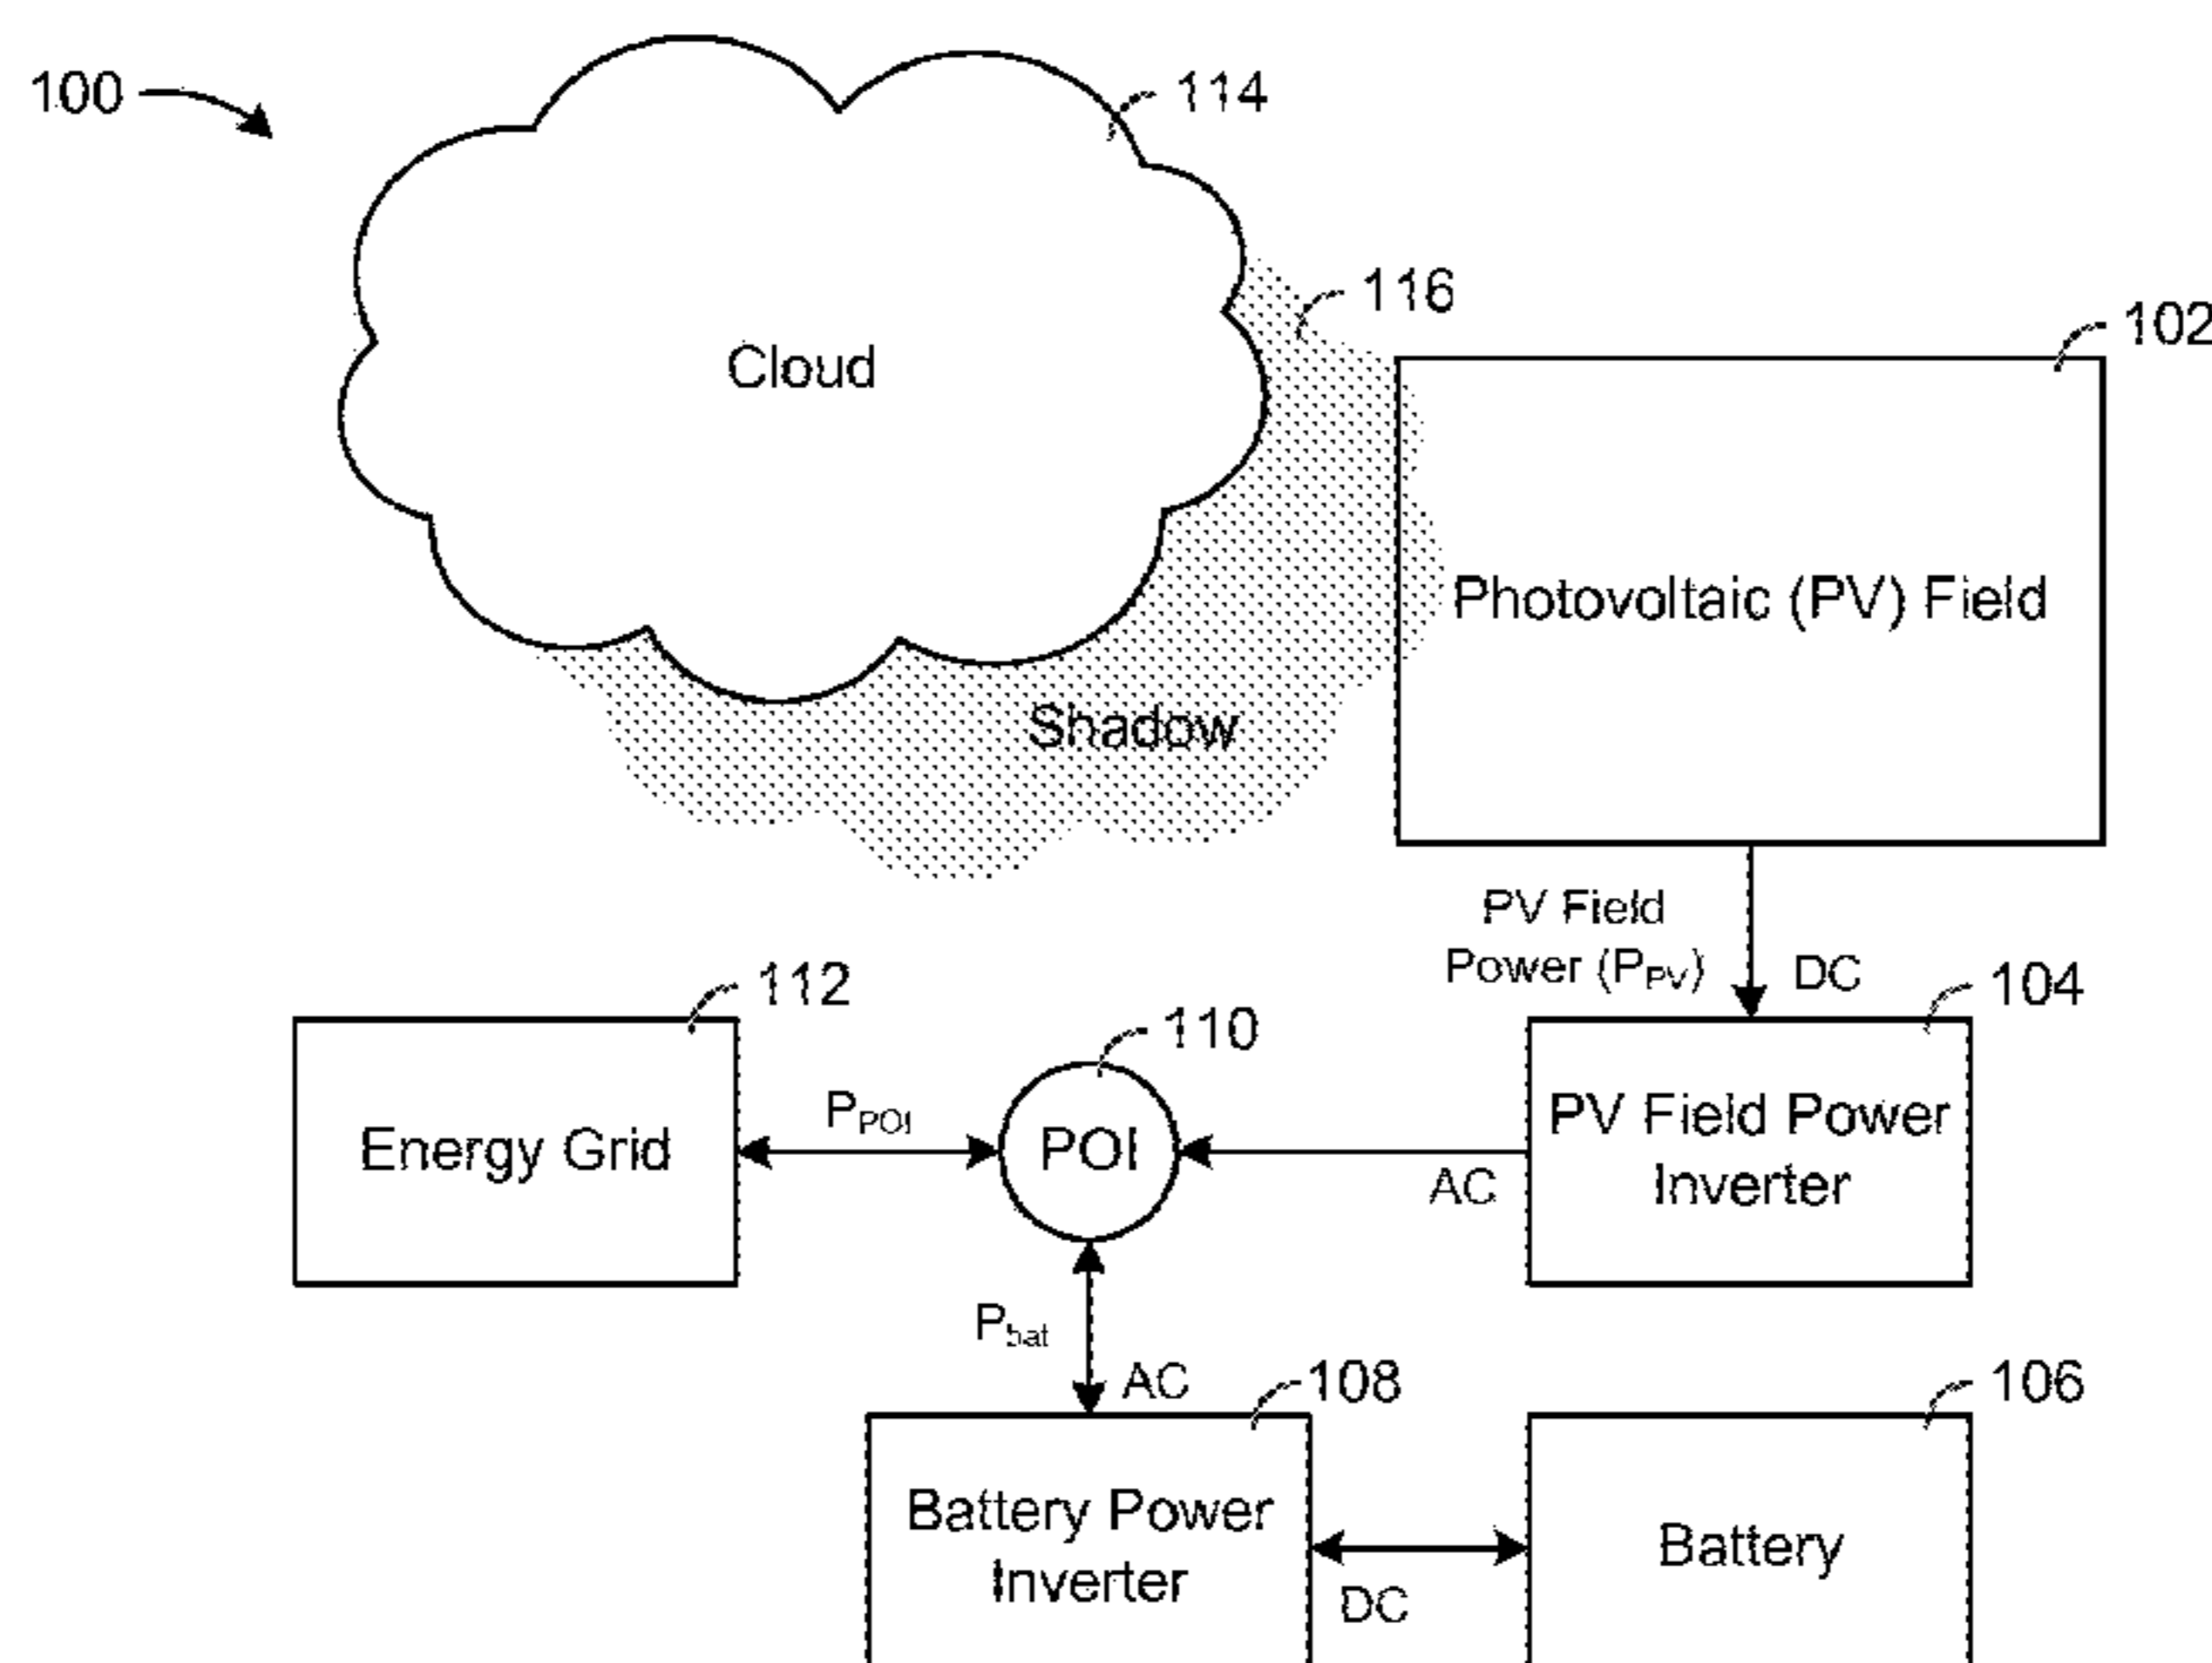 100
114
116
102
Cloud
Photovoltaic (PV) Field
Shadow
PV Field
Power (PPV)
DC
112
110
104
PPOI
Energy Grid
POI
AC
PV Field Power
Inverter
Pbat
AC
108
106
Battery Power
Inverter
DC
Battery